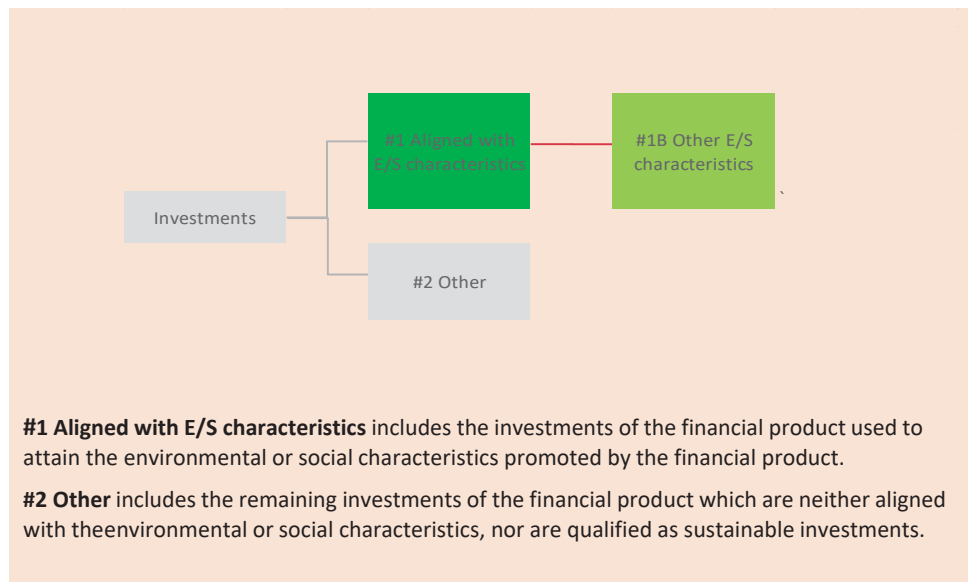 #1 Aligned with
E/S characteristics
#1B Other E/S
characteristics
`
Investments
#2 Other
#1 Aligned with E/S characteristics includes the investments of the financial product used to
attain the environmental or social characteristics promoted by the financial product.
#2 Other includes the remaining investments of the financial product which are neither aligned
with theenvironmental or social characteristics, nor are qualified as sustainable investments.